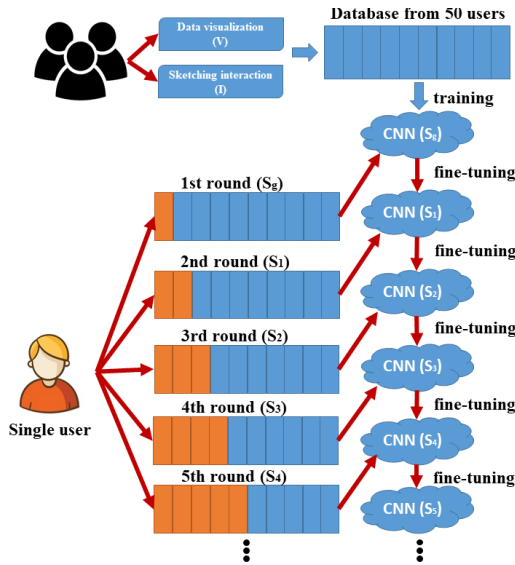 Data visualization
(V)
Sketching interaction
(I)
Database from 50 users
training
CNN (Sg)
fine-tuning
1st round (Sg)
CNN (S1)
fine-tuning
2nd round (S1)
CNN (S2)
fine-tuning
3rd round (S2)
CNN (S3)
fine-tuning
4th round (S3)
CNN (S4)
fine-tuning
5th round (S4)
CNN (S5)
Single user